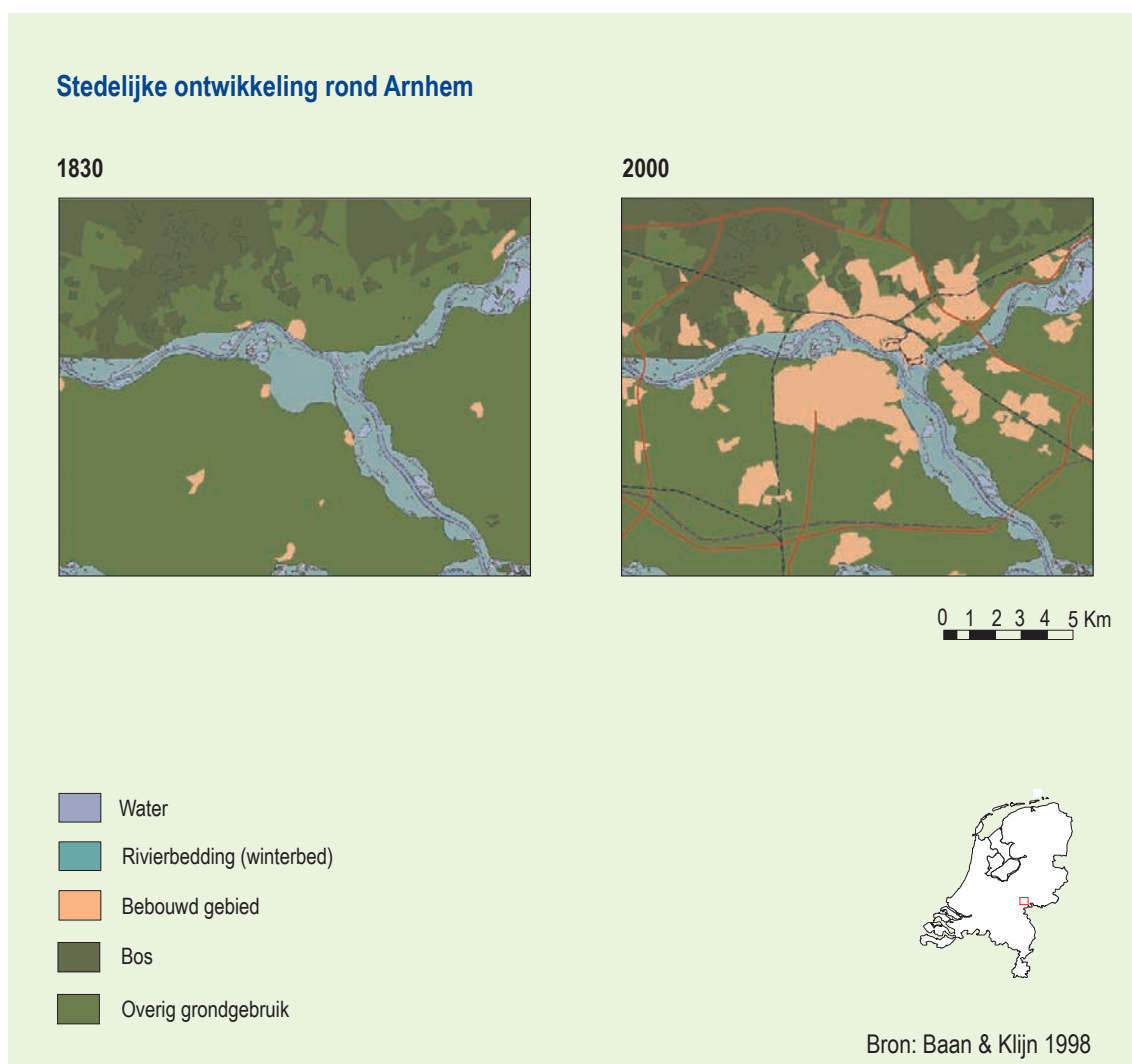 Stedelijke ontwikkeling rond Arnhem
1830
2000
0 1 2 3 4 5 Km
Water
Rivierbedding (winterbed)
Bebouwd gebied
Bos
Overig grondgebruik
Bron: Baan & Klijn 1998